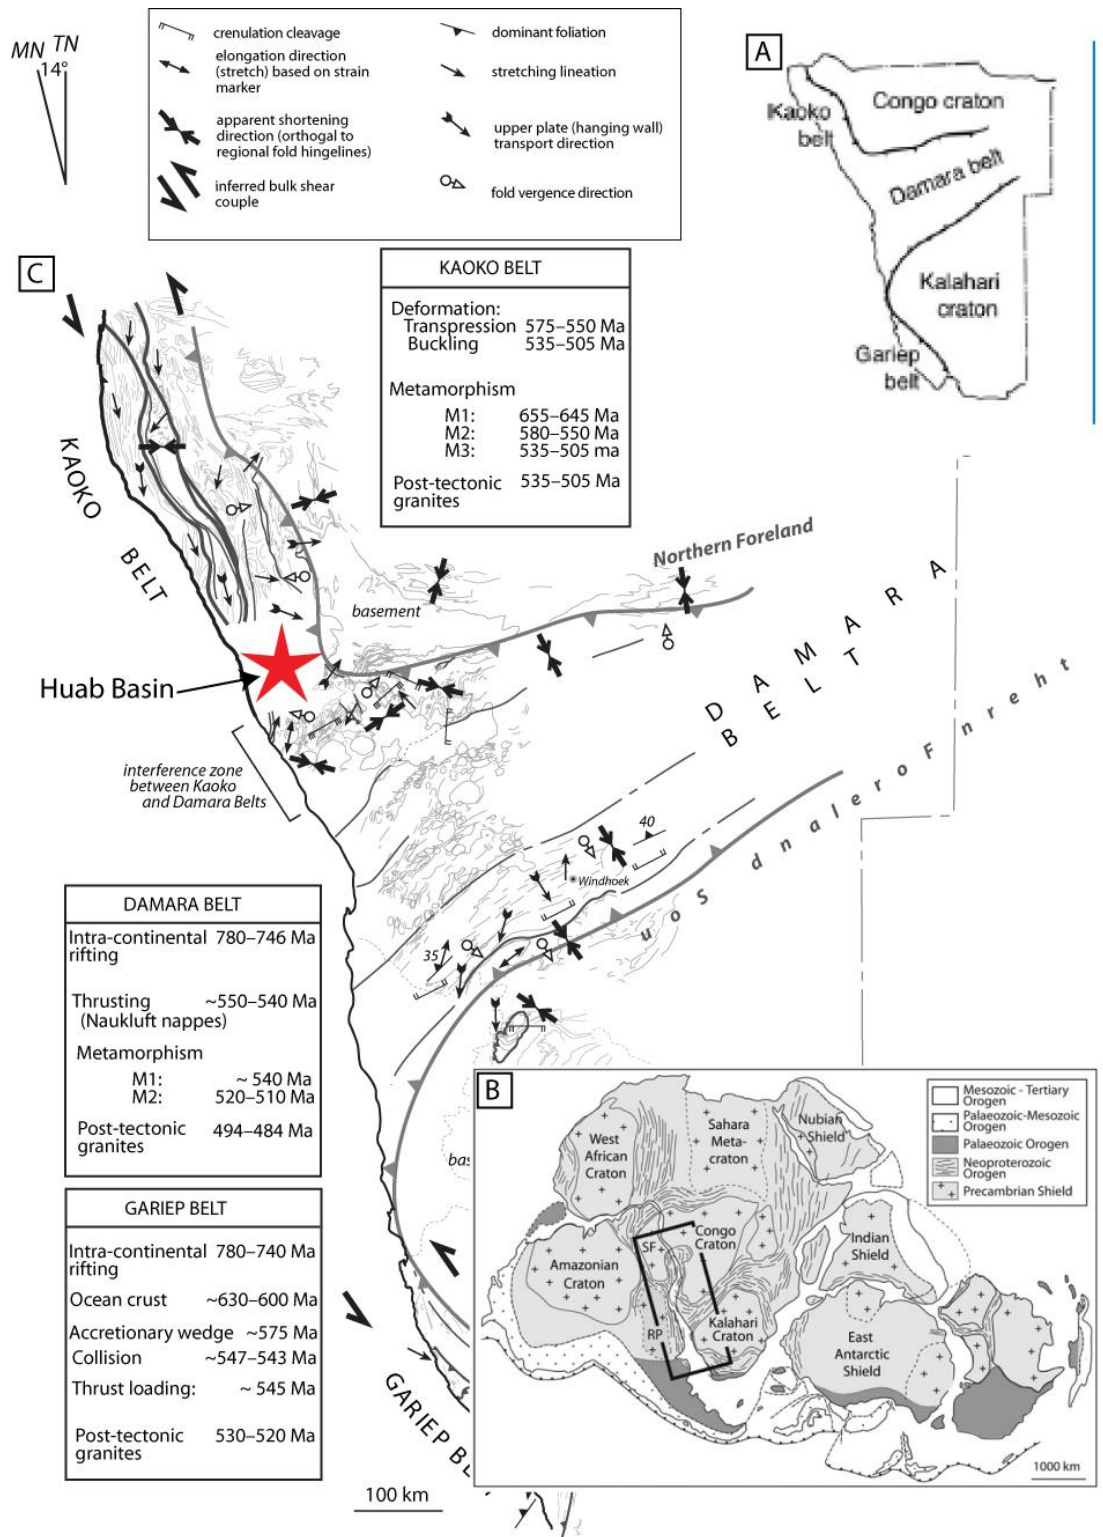 MN TN
14°
crenulation cleavage
elongation direction
(stretch) based on strain
marker
apparent shortening
direction (orthogal to
regional fold hingelines)
inferred bulk shear
couple
dominant foliation
stretching lineation
upper plate (hanging wall)
transport direction
fold vergence direction
A
Congo craton
Kaoko
belt
Damara belt
Kalahari
craton
Gariep
belt
C
KAOKO BELT
Deformation:
Transpression 575–550 Ma
Buckling 535–505 Ma
Metamorphism
M1: 655–645 Ma
M2: 580–550 Ma
M3: 535–505 ma
Post-tectonic 535–505 Ma
granites
KAOKO
BELT
Northern Foreland
basement
DAMARA
BELT
Huab Basin
interference zone
between Kaoko
and Damara Belts
40
Windhoek
35
uoS dnaleroF nreht
DAMARA BELT
Intra-continental 780–746 Ma
rifting
Thrusting ~550–540 Ma
(Naukluft nappes)
Metamorphism
M1: ~ 540 Ma
M2: 520–510 Ma
Post-tectonic 494–484 Ma
granites
bas
GARIEP BELT
Intra-continental 780–740 Ma
rifting
Ocean crust ~630–600 Ma
Accretionary wedge ~575 Ma
Collision ~547–543 Ma
Thrust loading: ~ 545 Ma
Post-tectonic 530–520 Ma
granites
GARIEP BE
100 km
B
Mesozoic - Tertiary
Orogen
Palaeozoic-Mesozoic
Orogen
Palaeozoic Orogen
Neoproterozoic
Orogen
Precambrian Shield
West
African
Craton
Sahara
Meta-
craton
Nubian
Shield
SF
Congo
Craton
Amazonian
Craton
Indian
Shield
RP
Kalahari
Craton
East
Antarctic
Shield
1000 km